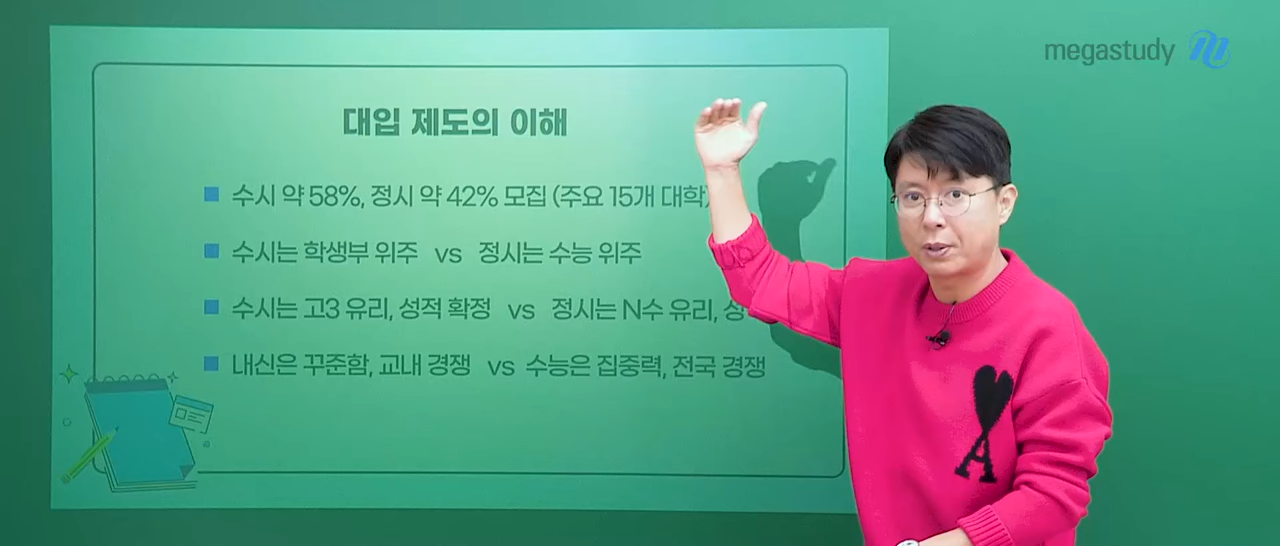 megastudy
대입 제도의 이해
수시 약 58%, 정시 약 42% 모집 (주요 15개 대학)
수시는 학생부 위주 vs 정시는 수능 위주
수시는 고3 유리, 성적 확정 vs 정시는 N수 유리,
내신은 꾸준함, 교내 경쟁 vs 수능은 집중력, 전국 경쟁
A